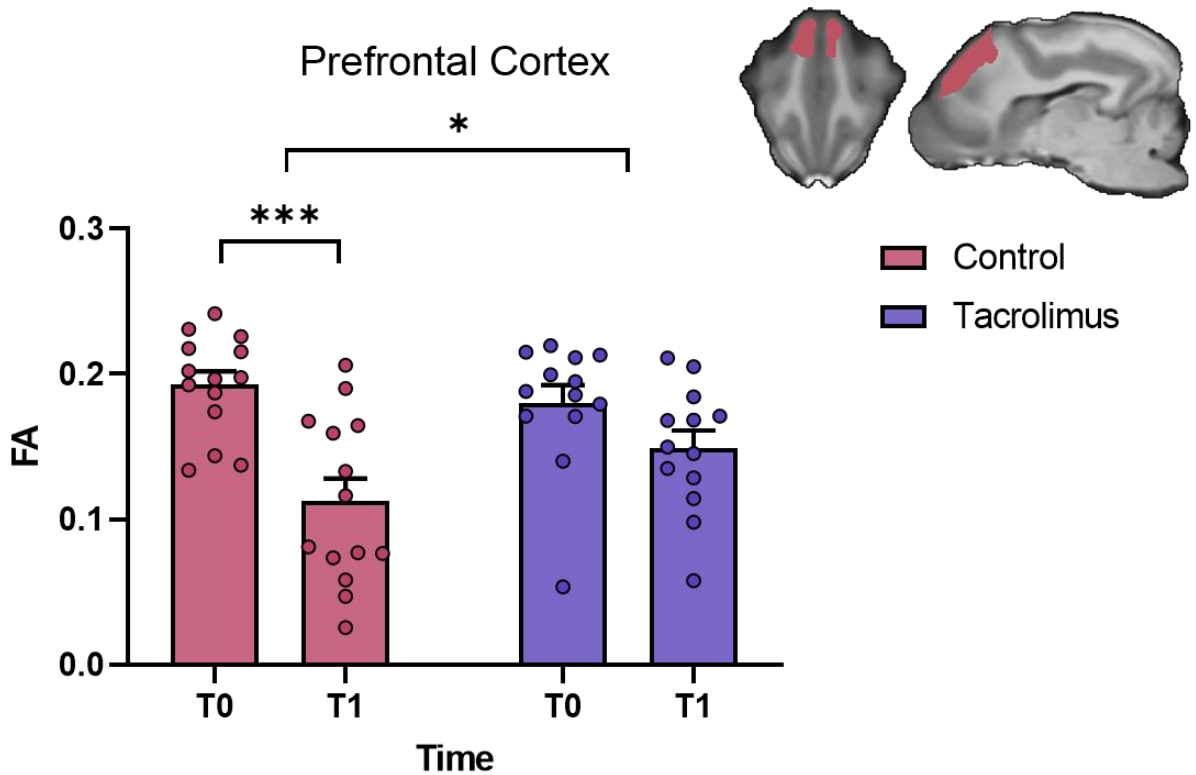 Prefrontal Cortex
*
***
0.3
0.2
0.1
0.0
FA
T0 T1 T0 T1
Time
Control
Tacrolimus